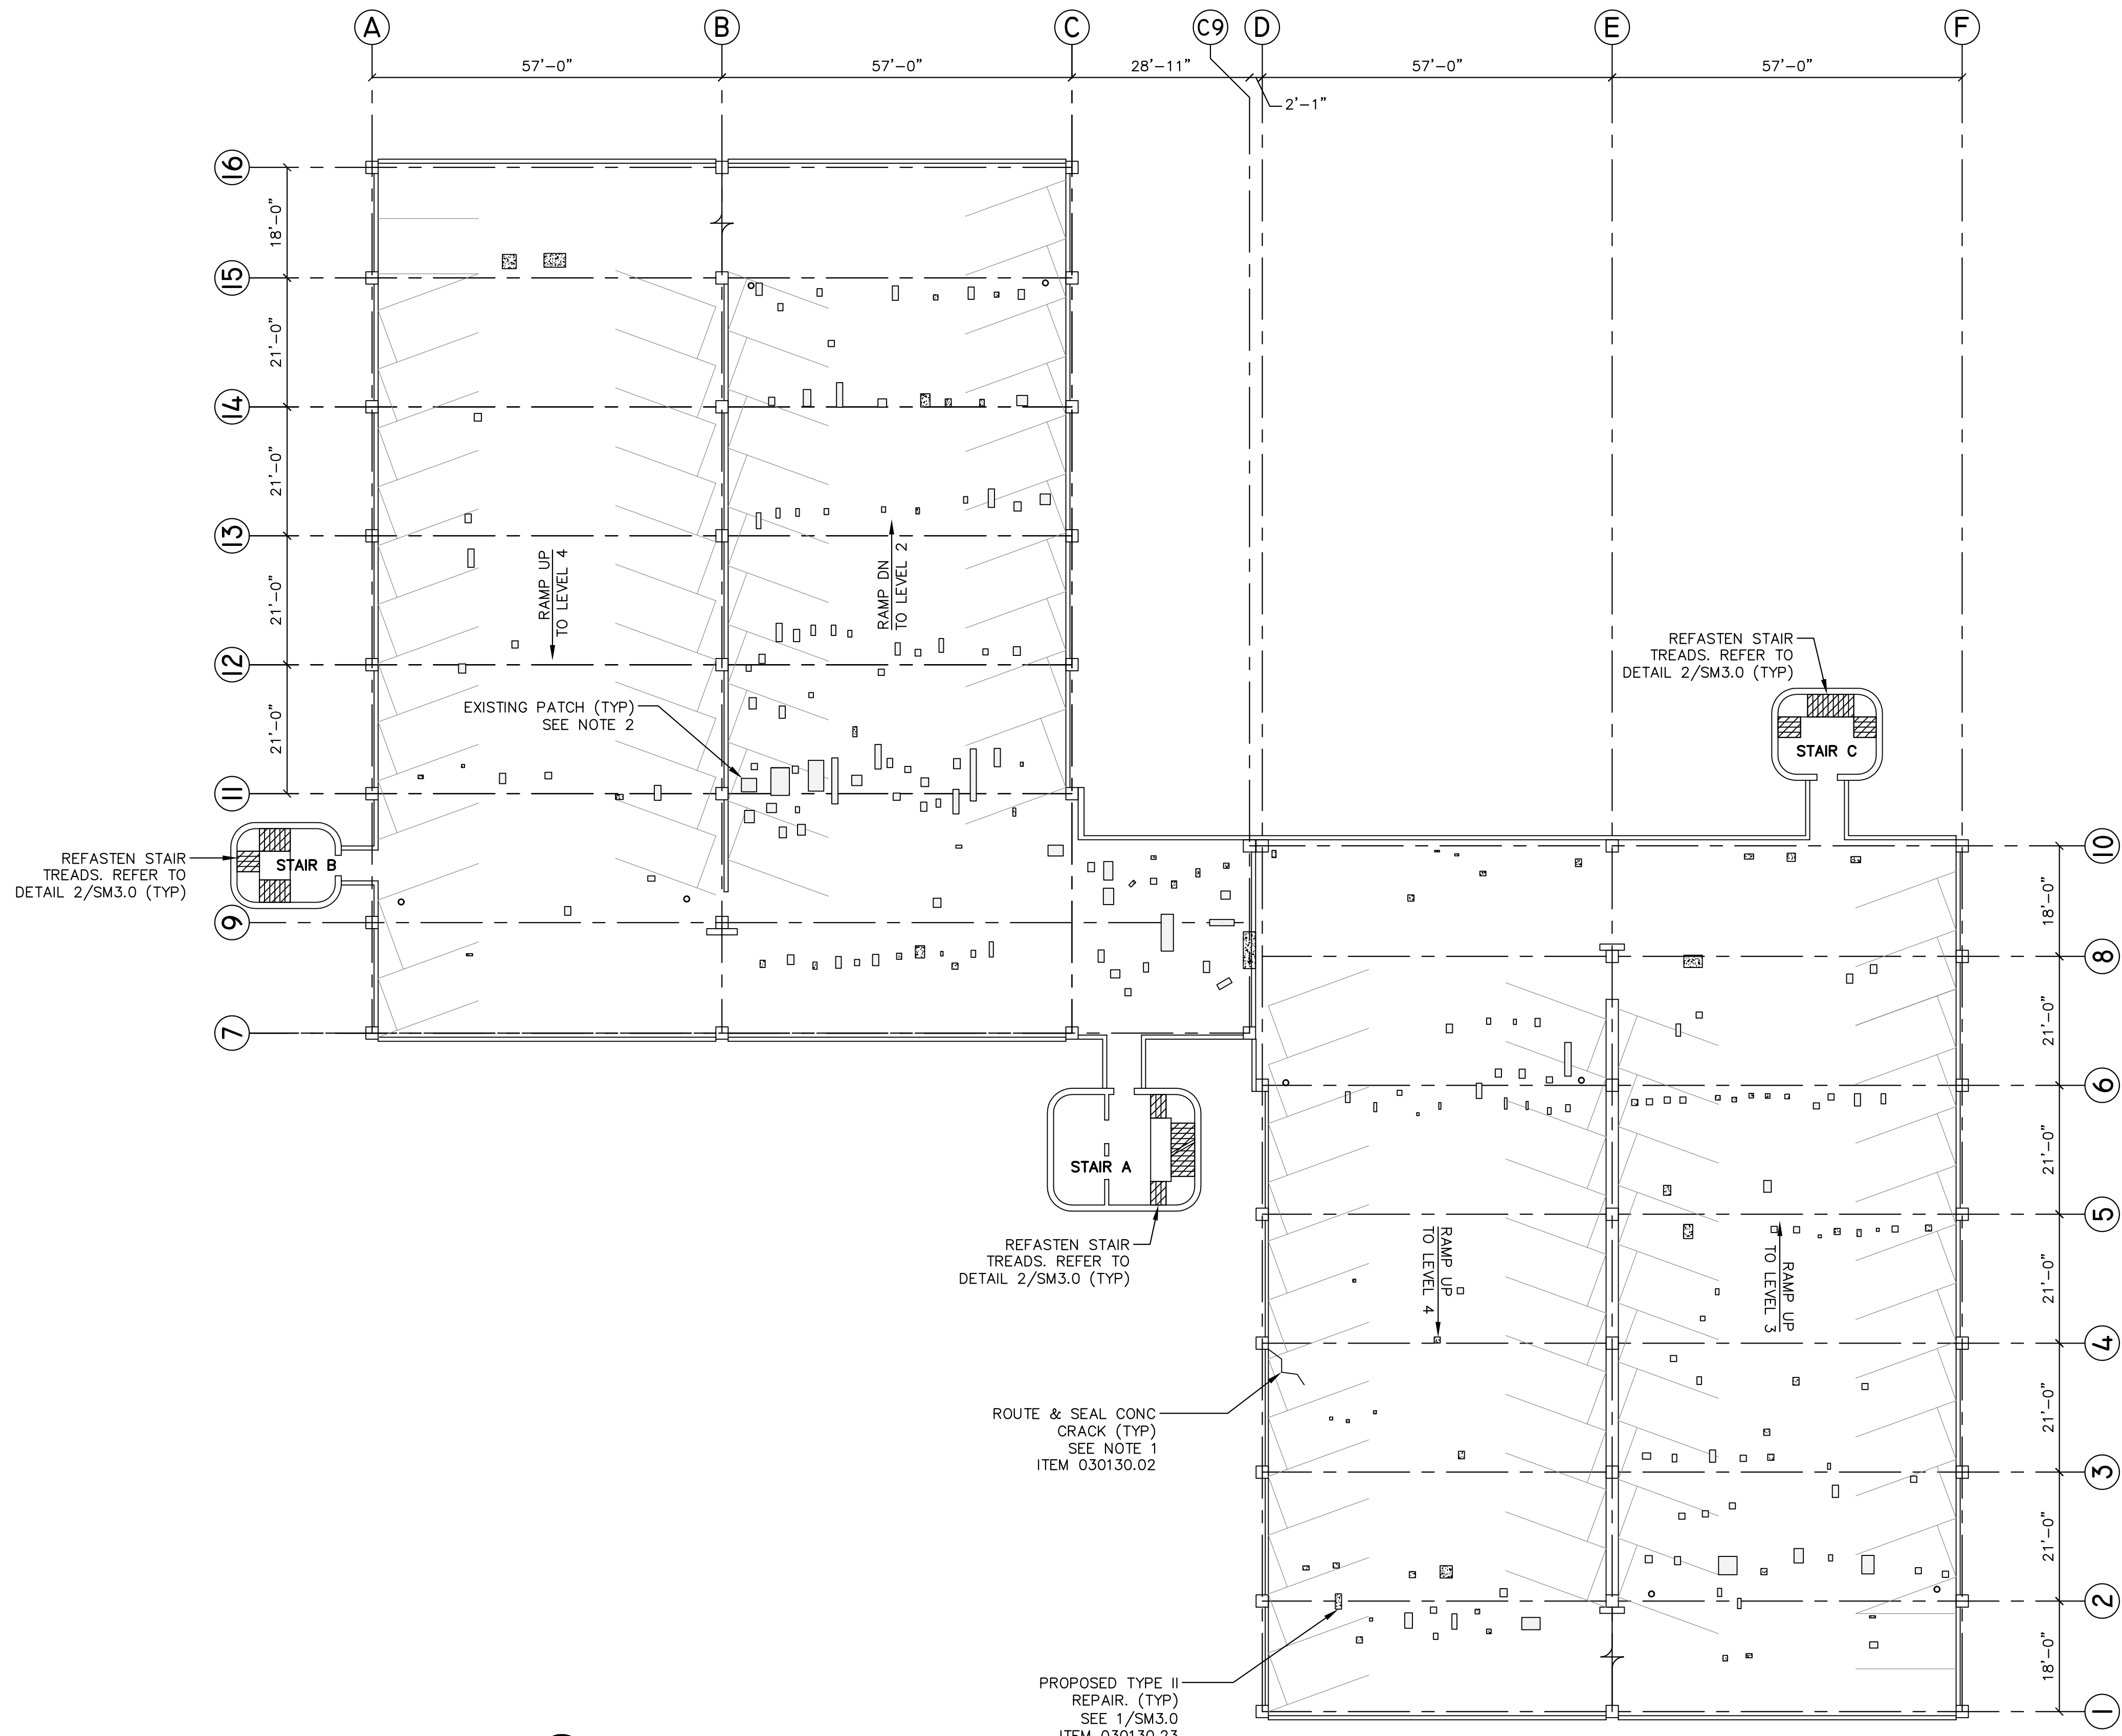 A
B
C
C9
D
E
F
57'-0"
57'-0"
28'-11"
57'-0"
57'-0"
2'-1"
16
18'-0"
15
21'-0"
14
21'-0"
13
21'-0"
12
21'-0"
11
9
7
RAMP UP
TO LEVEL 4
RAMP DN
TO LEVEL 2
EXISTING PATCH (TYP)
SEE NOTE 2
REFASTEN STAIR
TREADS. REFER TO
DETAIL 2/SM3.0 (TYP)
STAIR C
REFASTEN STAIR
TREADS. REFER TO
DETAIL 2/SM3.0 (TYP)
STAIR B
10
18'-0"
8
21'-0"
6
21'-0"
5
21'-0"
4
21'-0"
3
21'-0"
2
18'-0"
1
STAIR A
REFASTEN STAIR
TREADS. REFER TO
DETAIL 2/SM3.0 (TYP)
RAMP UP
TO LEVEL 4
RAMP UP
TO LEVEL 3
ROUTE & SEAL CONC
CRACK (TYP)
SEE NOTE 1
ITEM 030130.02
PROPOSED TYPE II
REPAIR. (TYP)
SEE 1/SM3.0
ITEM 030130.23